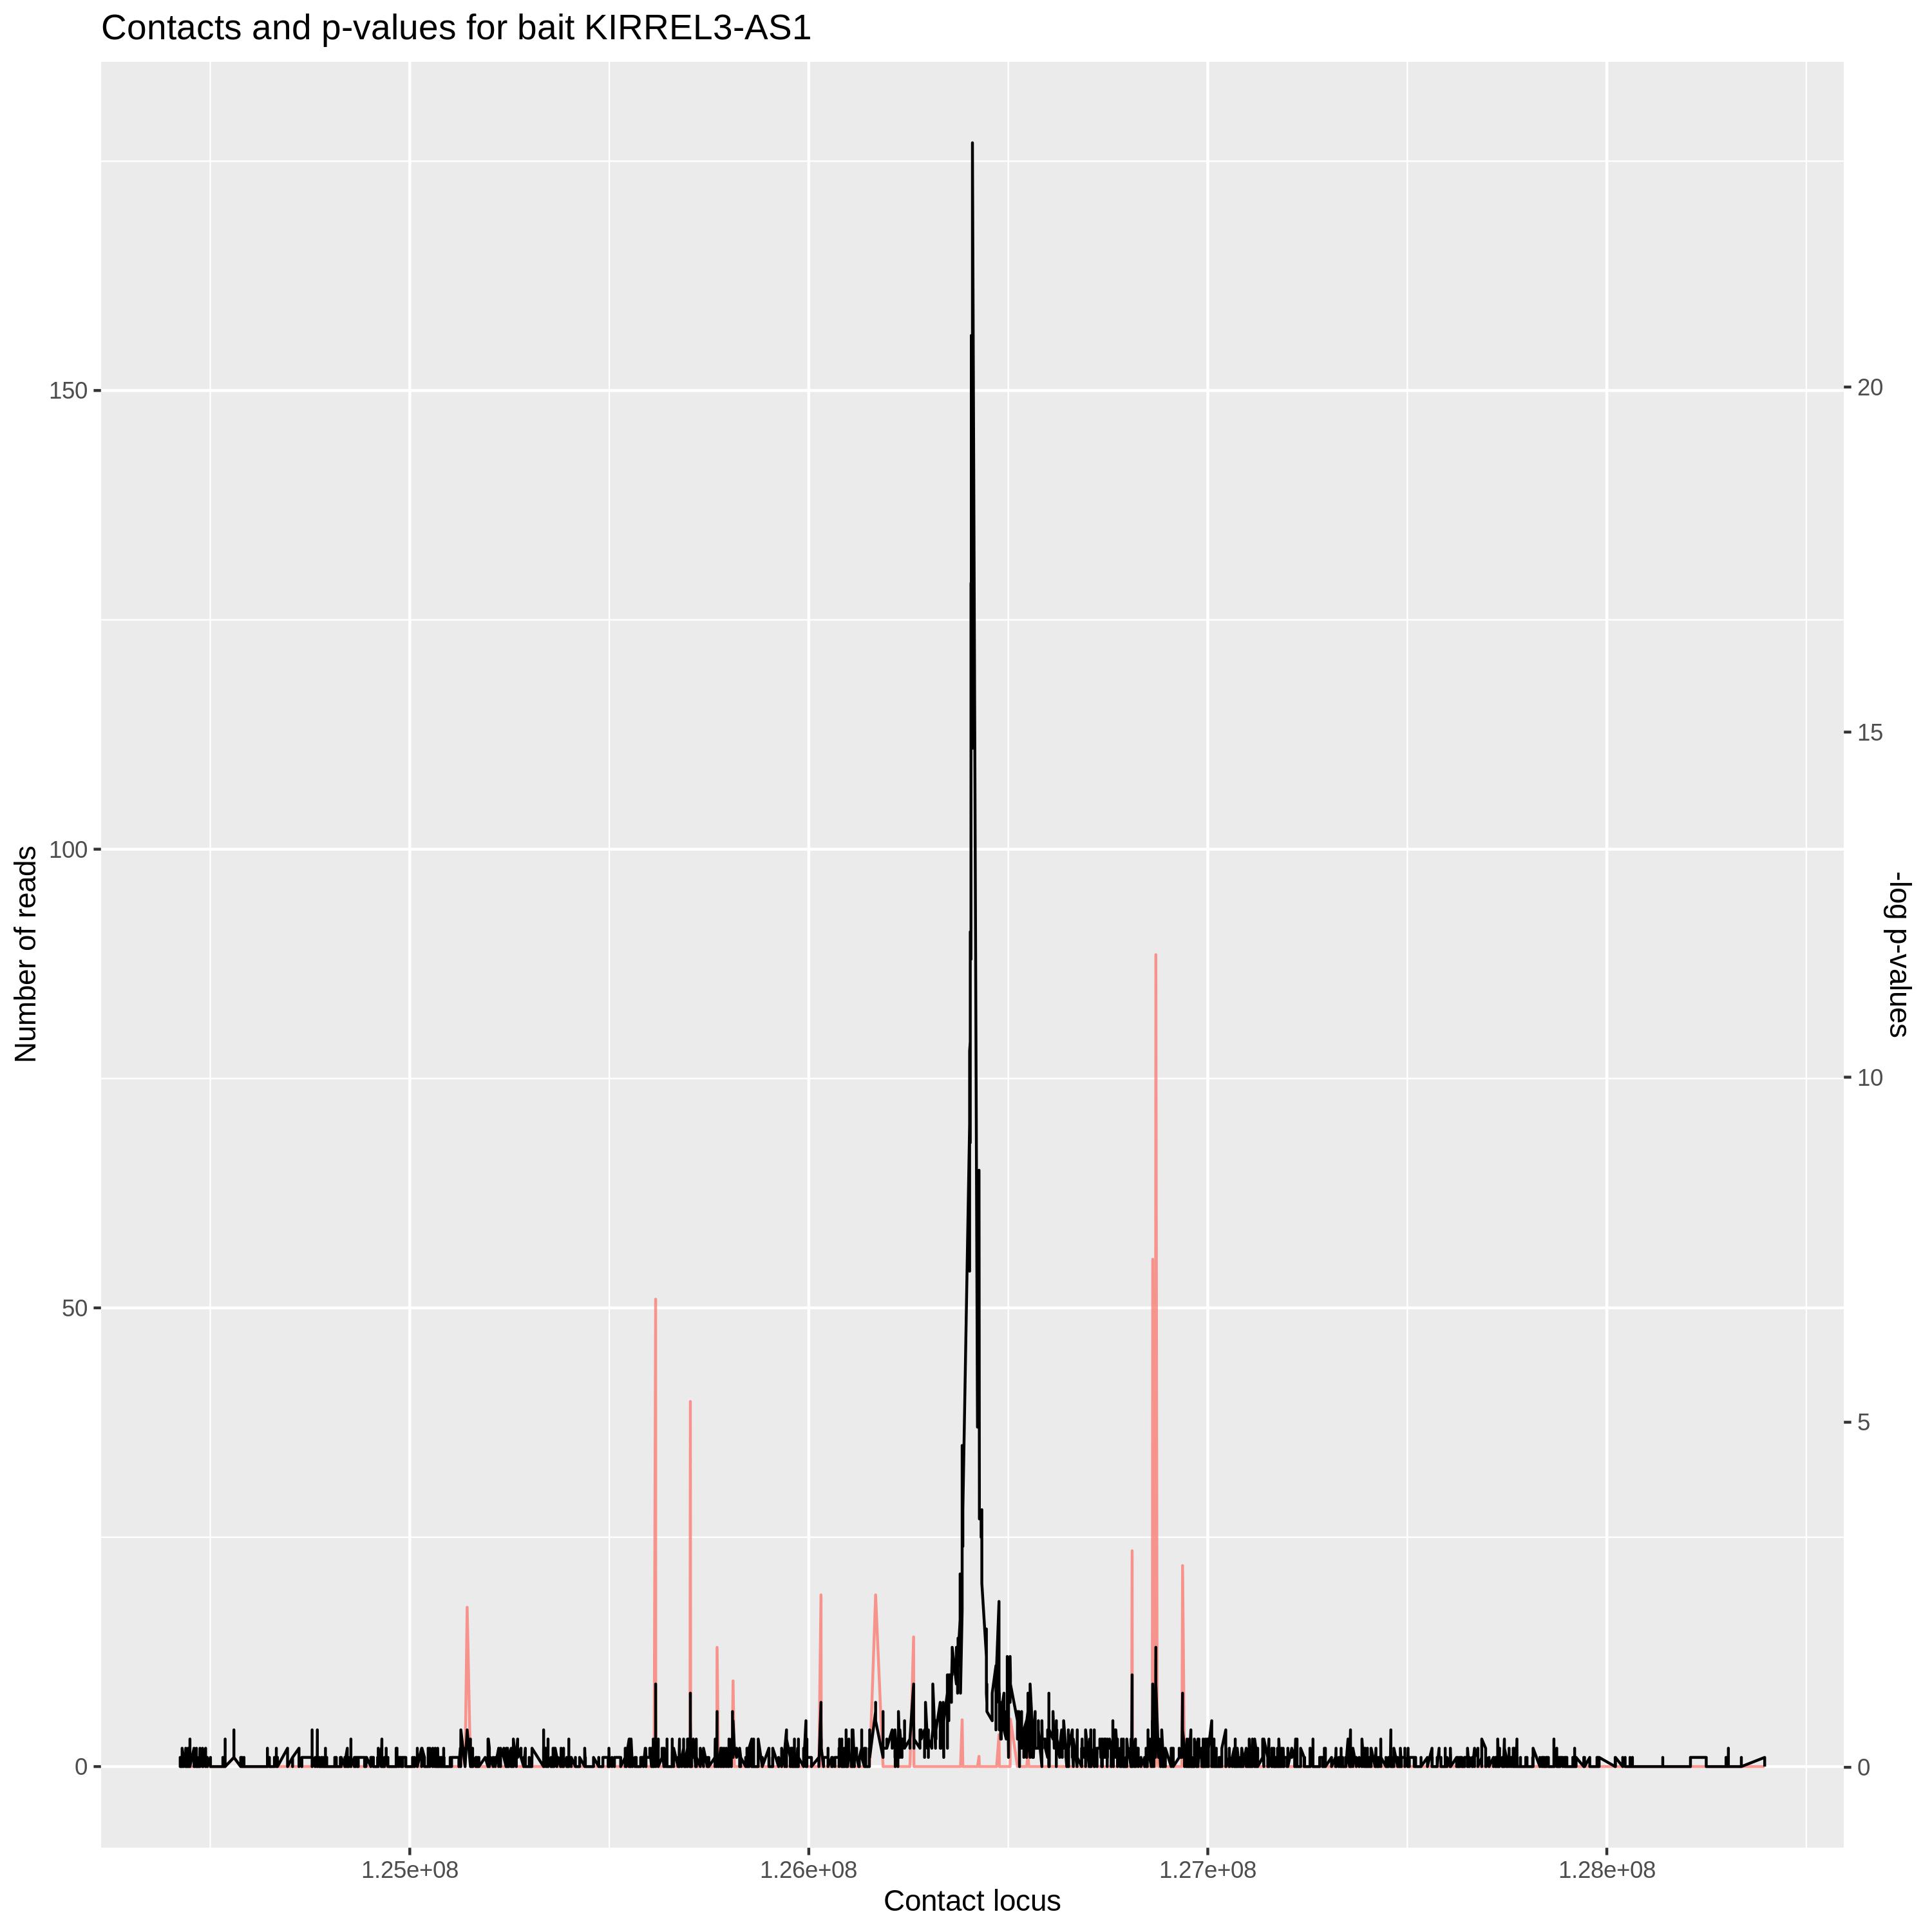 Contacts and p-values for bait KIRREL3-AS1
150
100
50
0
Number of reads
20
15
10
5
0
-log p-values
1.25e+08 1.26e+08 1.27e+08 1.28e+08
Contact locus